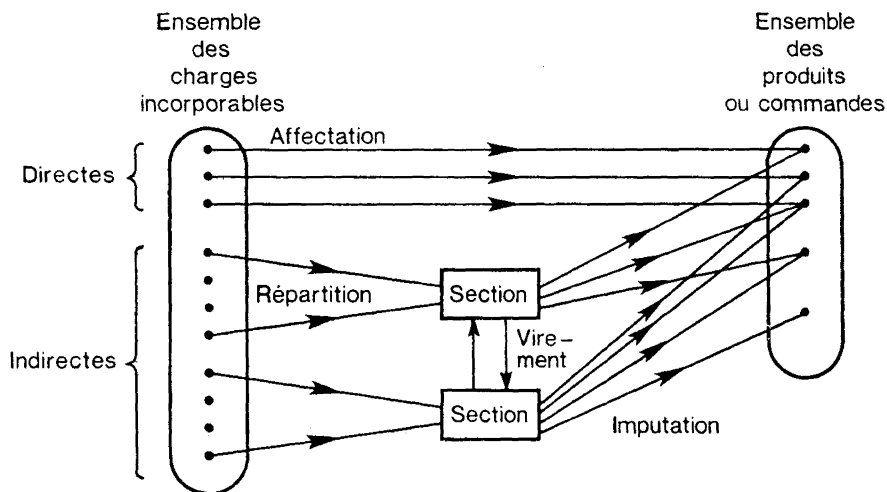 Ensemble
des
charges
incorporables
Ensemble
des
produits
ou commandes
Affectation
Directes
Répartition
Section
Vire-
ment
Indirectes
Section
Imputation